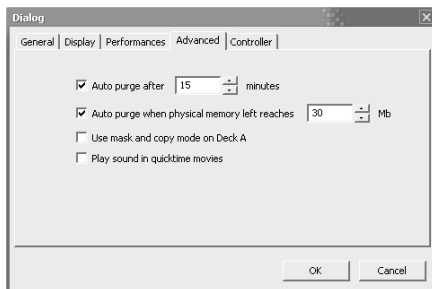 Dialog
General Display Performances Advanced Controller
Auto purge after 15 minutes
Auto purge when physical memory left reaches 30 Mb
Use mask and copy mode on Deck A
Play sound in quicktime movies
OK Cancel